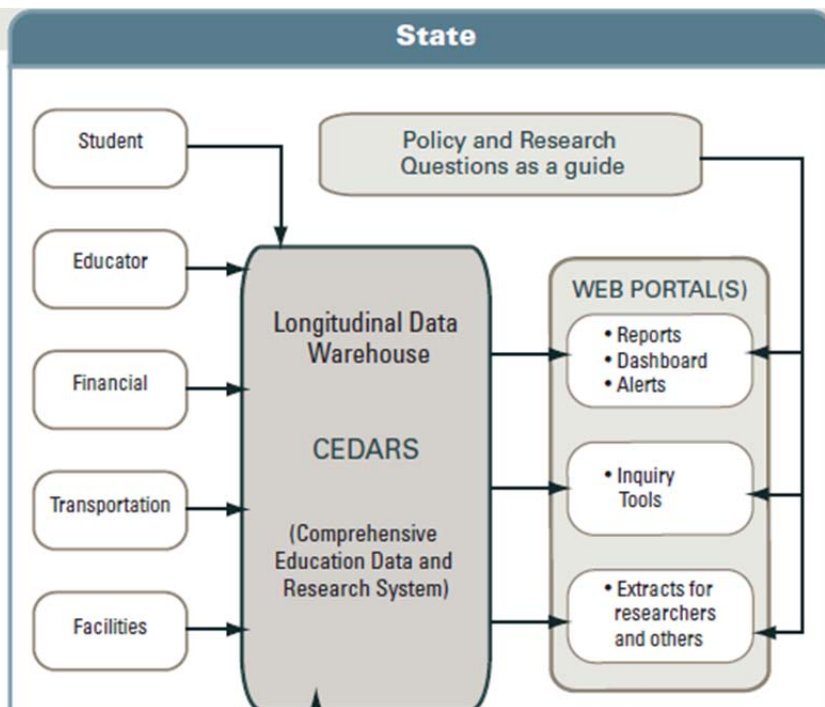 State
Student
Policy and Research
Questions as a guide
Educator
Financial
Transportation
Facilities
Longitudinal Data
Warehouse
CEDARS
(Comprehensive
Education Data and
Research System)
WEB PORTAL(S)
• Reports
• Dashboard
• Alerts
• Inquiry
Tools
• Extracts for
researchers
and others